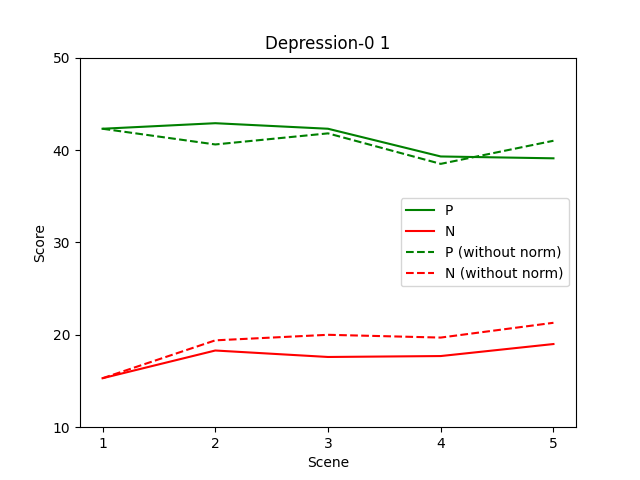 Depression-0 1
50
40
30
20
10
Score
P
N
P (without norm)
N (without norm)
1 2 3 4 5
Scene